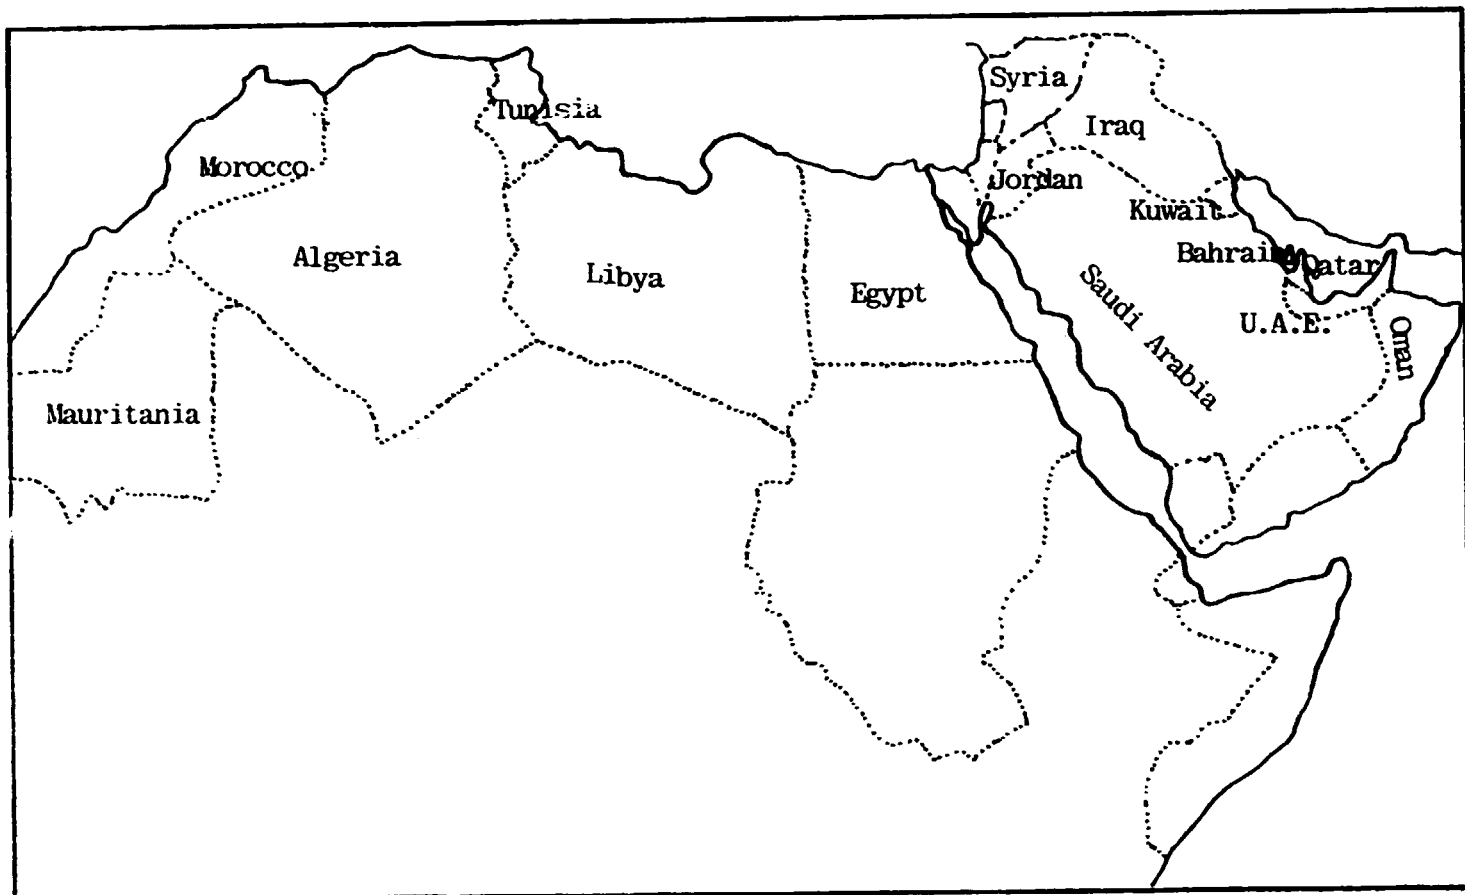 Syria
Tunisia
Iraq
Morocco
Jordan
Kuwait
Algeria
Libya
Bahrain
Qatar
Egypt
Saudi Arabia
U.A.E.
Oman
Mauritania